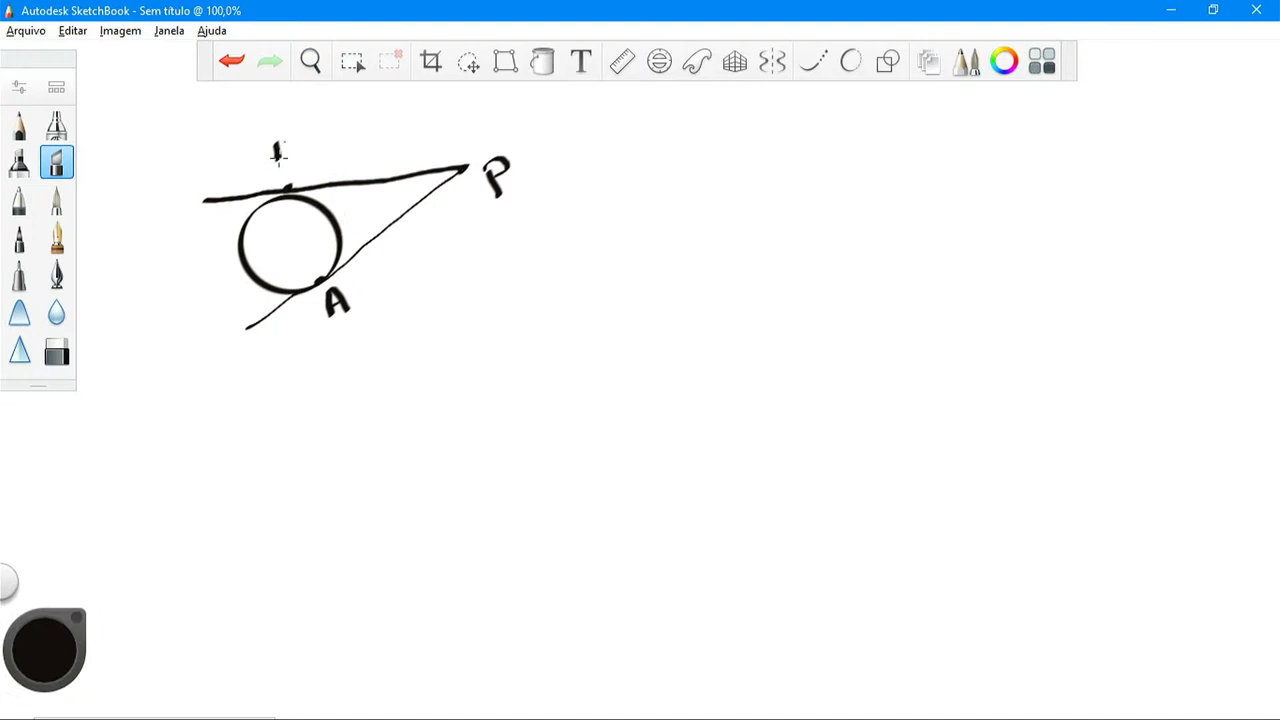 Autodesk SketchBook - Sem título @ 100,0%
Arquivo Editar Imagem Janela Ajuda
T
P
A